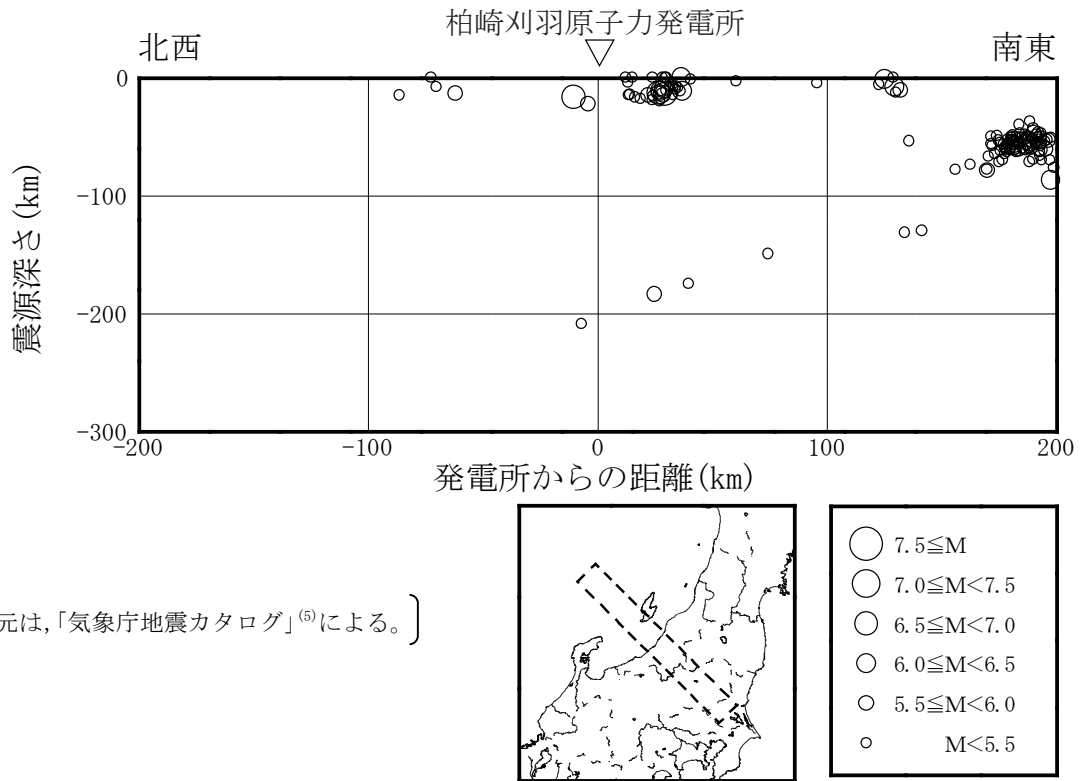 柏崎刈羽原子力発電所
北西
南東
0
-100
-200
-300
震源深さ(km)
-200
-100
0
100
200
発電所からの距離(km)
元は,「気象庁地震カタログ」(5)による。
7.5≦M
7.0≦M<7.5
6.5≦M<7.0
6.0≦M<6.5
5.5≦M<6.0
M<5.5